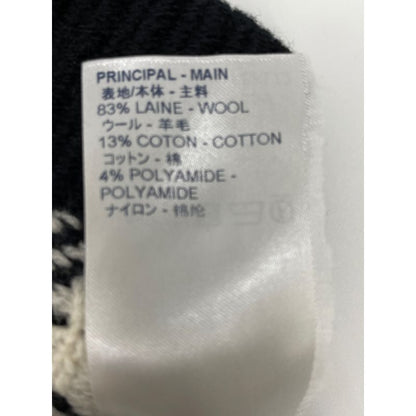 PRINCIPAL - MAIN
表地/本体 - 主料
83% LAINE - WOOL
ウール - 羊毛
13% COTON - COTTON
コットン - 棉
4% POLYAMIDE -
POLYAMIDE
ナイロン - 锦纶